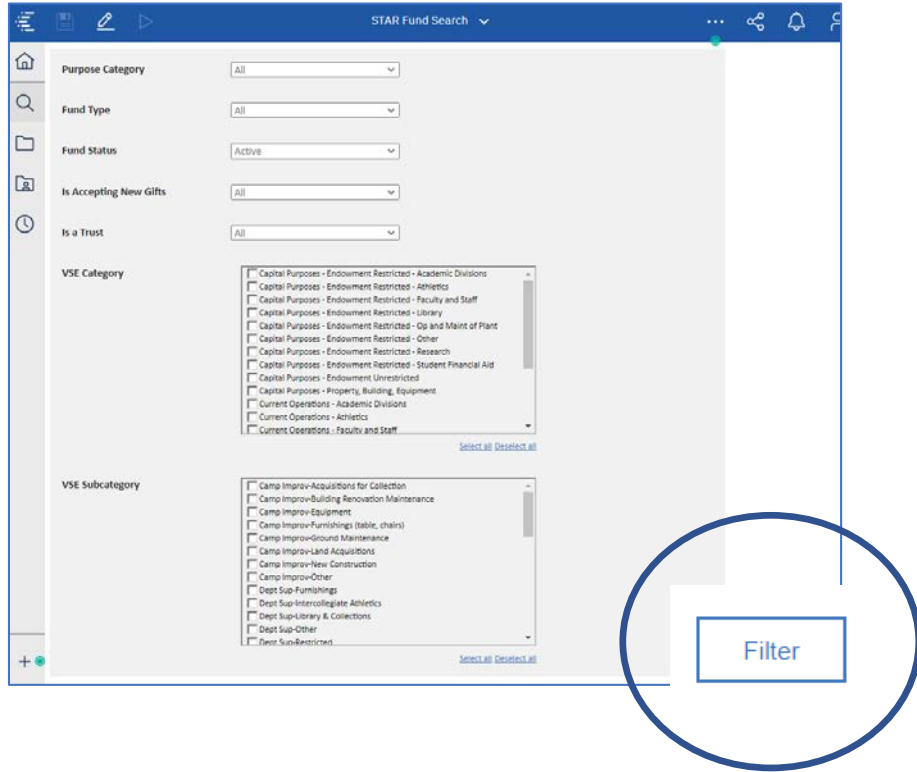 STAR Fund Search
Purpose Category All
Fund Type All
Fund Status Active
Is Accepting New Gifts All
Is a Trust All
VSE Category
Capital Purposes - Endowment Restricted - Academic Divisions
Capital Purposes - Endowment Restricted - Athletics
Capital Purposes - Endowment Restricted - Faculty and Staff
Capital Purposes - Endowment Restricted - Library
Capital Purposes - Endowment Restricted - Op and Maint of Plant
Capital Purposes - Endowment Restricted - Other
Capital Purposes - Endowment Restricted - Research
Capital Purposes - Endowment Restricted - Student Financial Aid
Capital Purposes - Endowment Unrestricted
Capital Purposes - Property, Building, Equipment
Current Operations - Academic Divisions
Current Operations - Athletics
Current Operations - Faculty and Staff
Select all Deselect all
VSE Subcategory
Camp Improv-Acquisitions for Collection
Camp Improv-Building Renovation Maintenance
Camp Improv-Equipment
Camp Improv-Furnishings (table, chairs)
Camp Improv-Ground Maintenance
Camp Improv-Land Acquisitions
Camp Improv-New Construction
Camp Improv-Other
Dept Sup-Furnishings
Dept Sup-Intercollegiate Athletics
Dept Sup-Library & Collections
Dept Sup-Other
Dept Sup-Restricted
Select all Deselect all
Filter